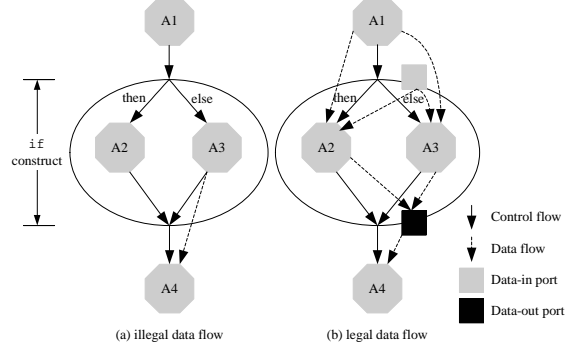 A1
then
else
if
construct
A2
A3
A4
(a) illegal data flow
A1
then
else
A2
A3
A4
(b) legal data flow
Control flow
Data flow
Data-in port
Data-out port